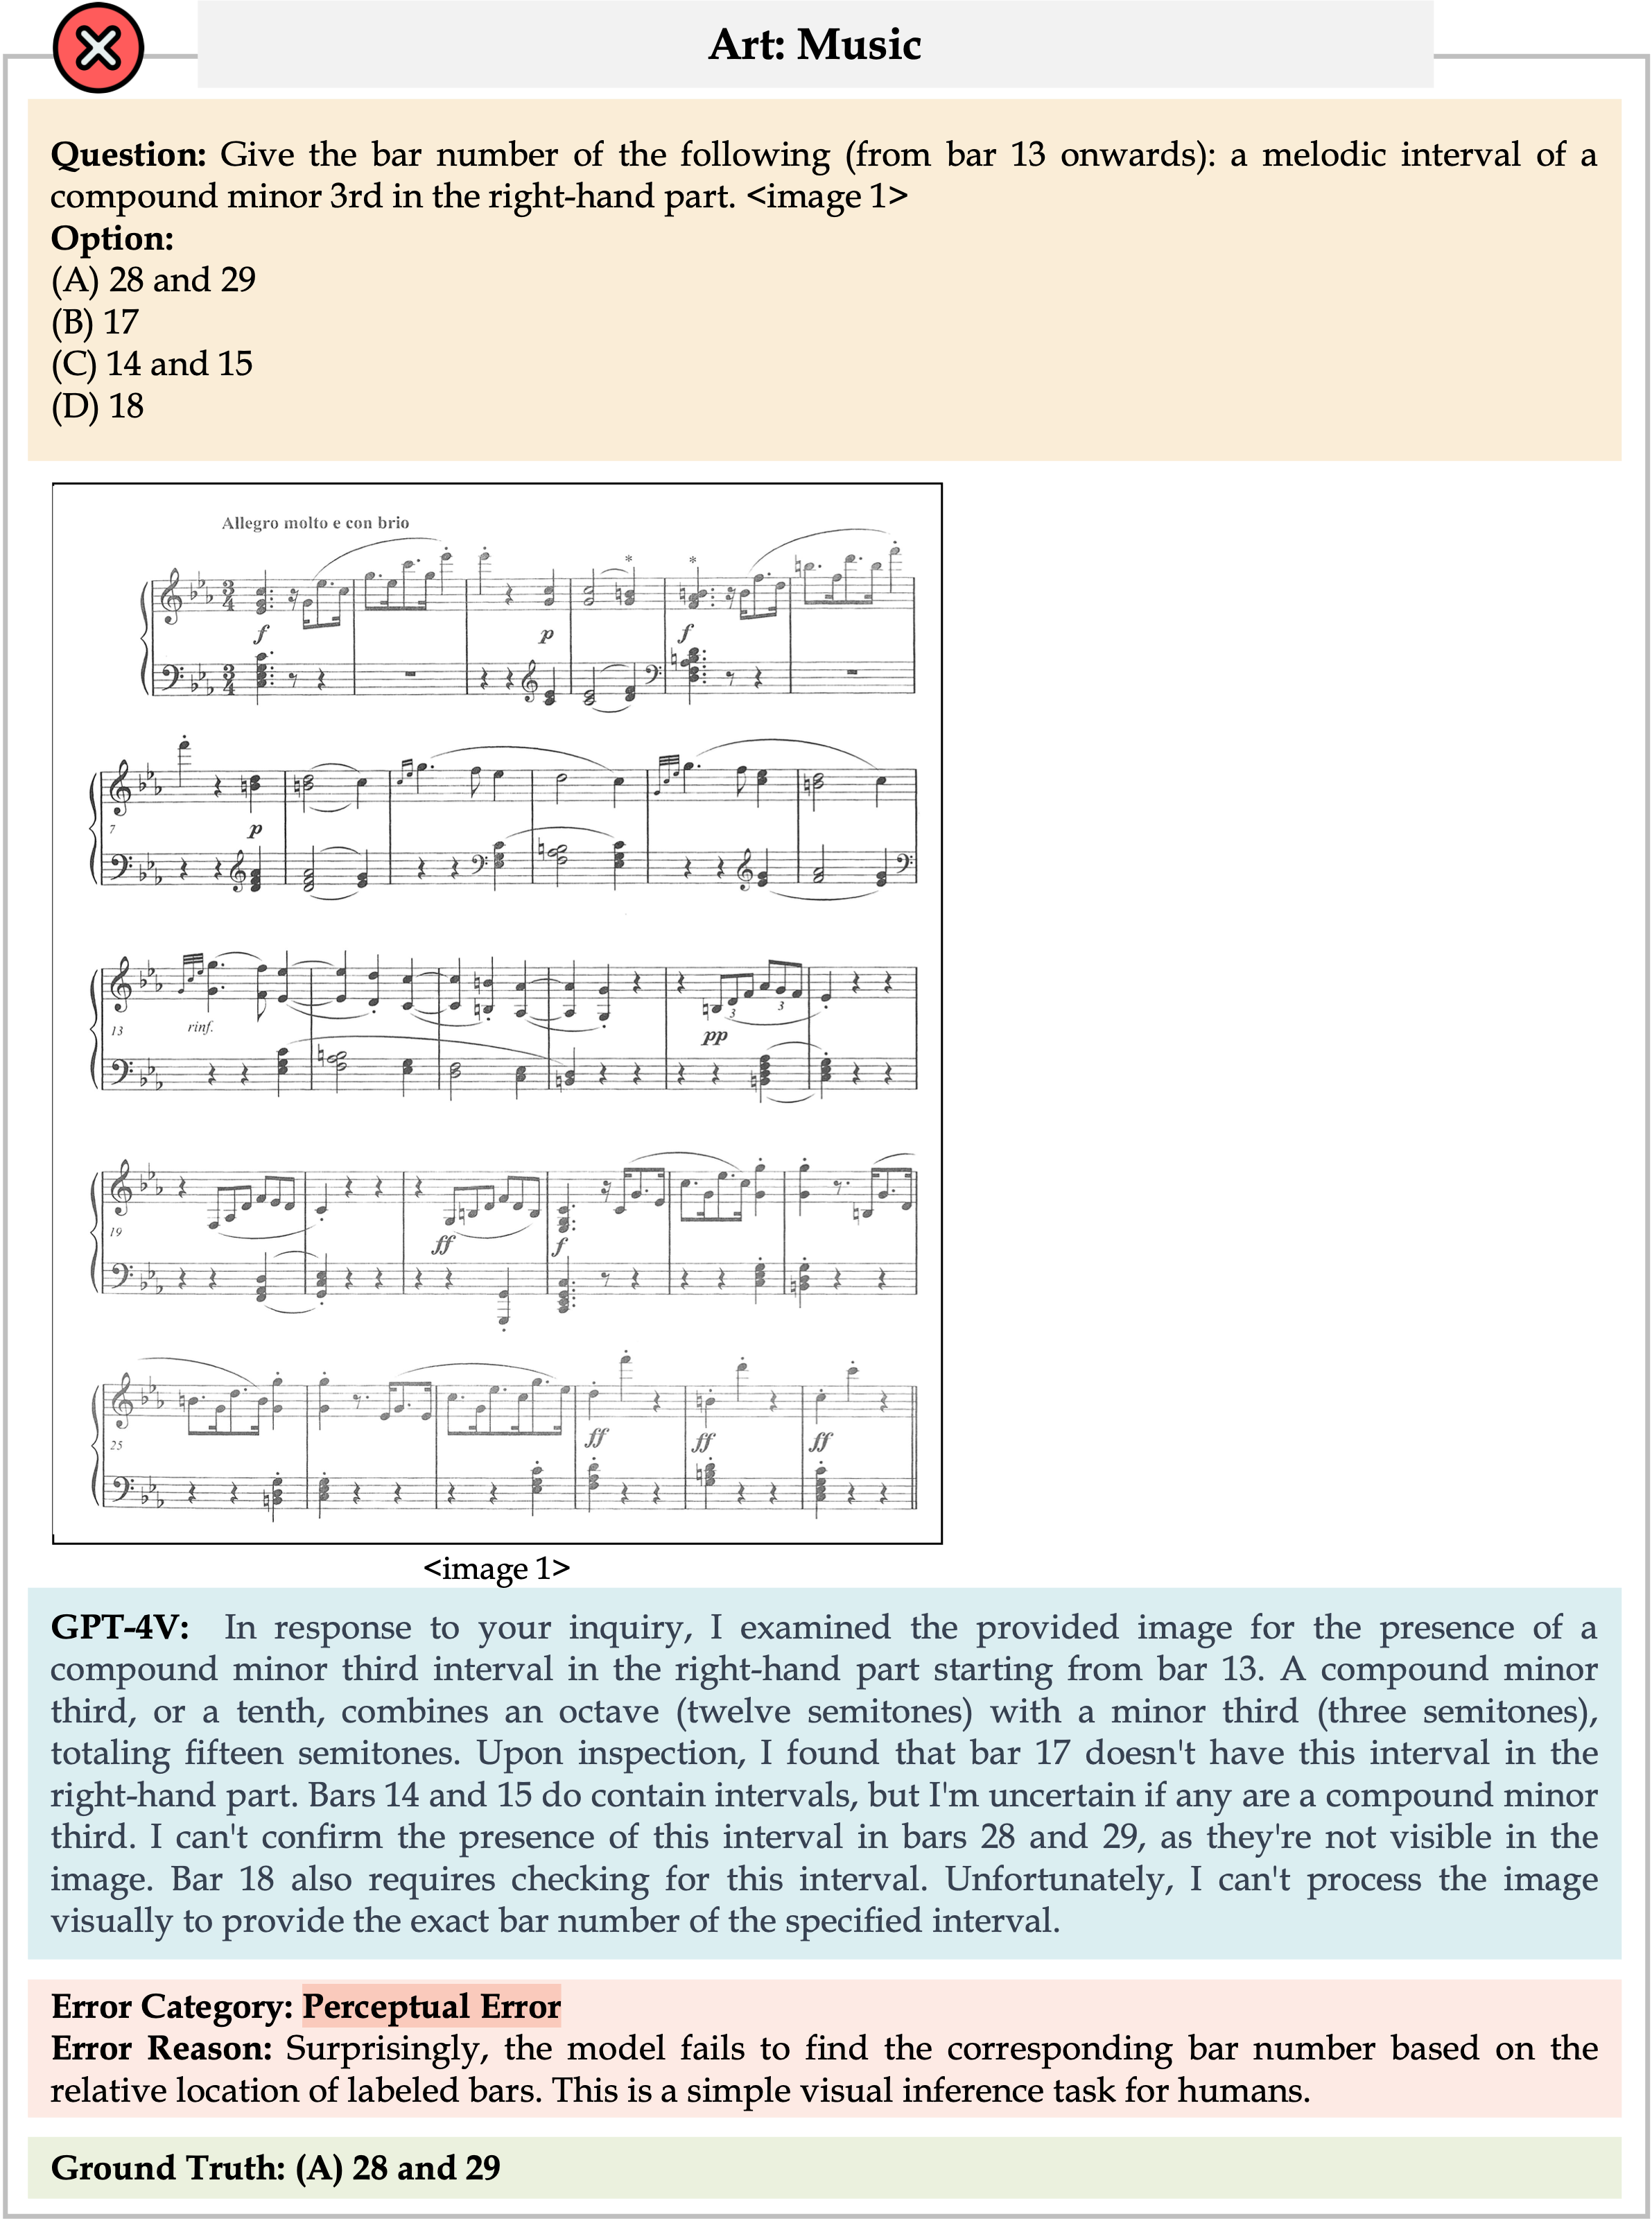 Art: Music
Question: Give the bar number of the following (from bar 13 onwards): a melodic interval of a
compound minor 3rd in the right-hand part. <image 1>
Option:
(A) 28 and 29
(B) 17
(C) 14 and 15
(D) 18
Allegro molto e con brio
3 4
* *
f p f
3 4
7
p
13
rinf.
3 3
pp
19
ff f
25
ff ff ff
<image 1>
GPT-4V: In response to your inquiry, I examined the provided image for the presence of a
compound minor third interval in the right-hand part starting from bar 13. A compound minor
third, or a tenth, combines an octave (twelve semitones) with a minor third (three semitones),
totaling fifteen semitones. Upon inspection, I found that bar 17 doesn't have this interval in the
right-hand part. Bars 14 and 15 do contain intervals, but I'm uncertain if any are a compound minor
third. I can't confirm the presence of this interval in bars 28 and 29, as they're not visible in the
image. Bar 18 also requires checking for this interval. Unfortunately, I can't process the image
visually to provide the exact bar number of the specified interval.
Error Category: Perceptual Error
Error Reason: Surprisingly, the model fails to find the corresponding bar number based on the
relative location of labeled bars. This is a simple visual inference task for humans.
Ground Truth: (A) 28 and 29